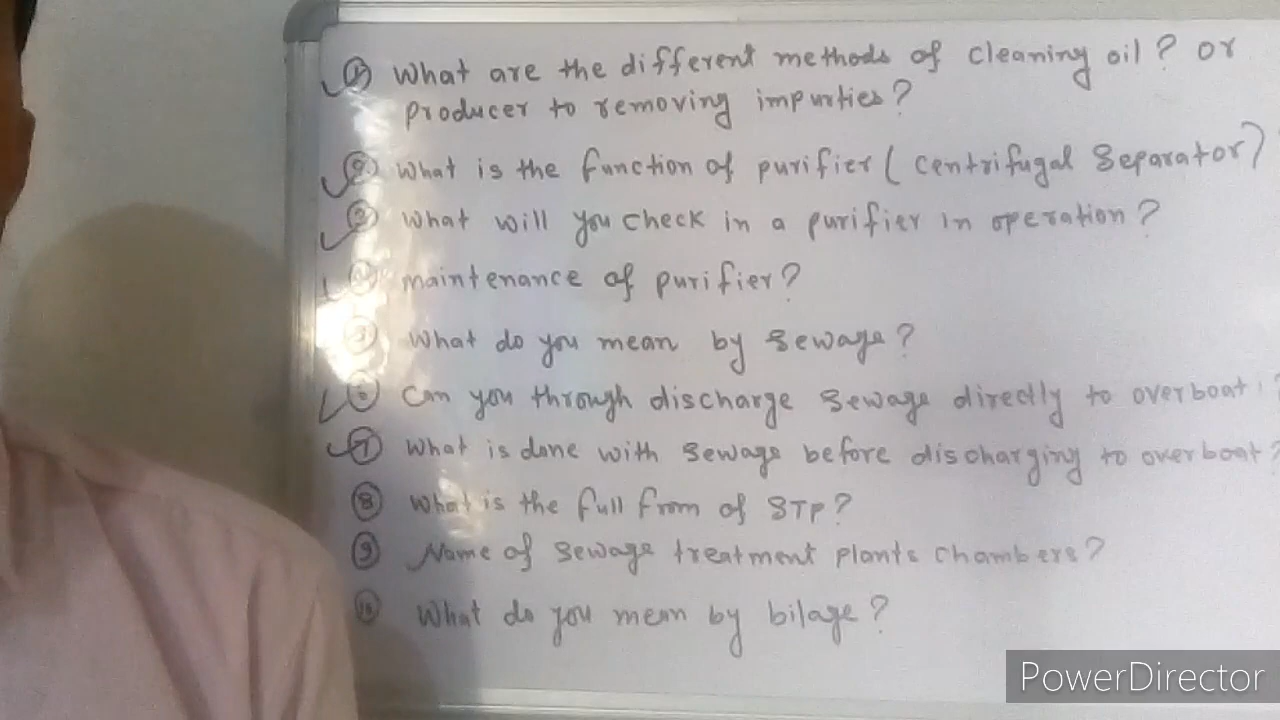 ① What are the different methods of cleaning oil? or
producer to removing impurties?
② What is the function of purifier (centrifugal separator)
③ What will you check in a purifier in operation?
④ maintenance of purifier?
⑤ What do you mean by sewage?
⑥ Can you through discharge sewage directly to overboat?
⑦ What is done with sewage before discharging to overboat?
⑧ What is the full from of STP?
⑨ Name of sewage treatment plants chambers?
⑩ What do you mean by bilage?
PowerDirector